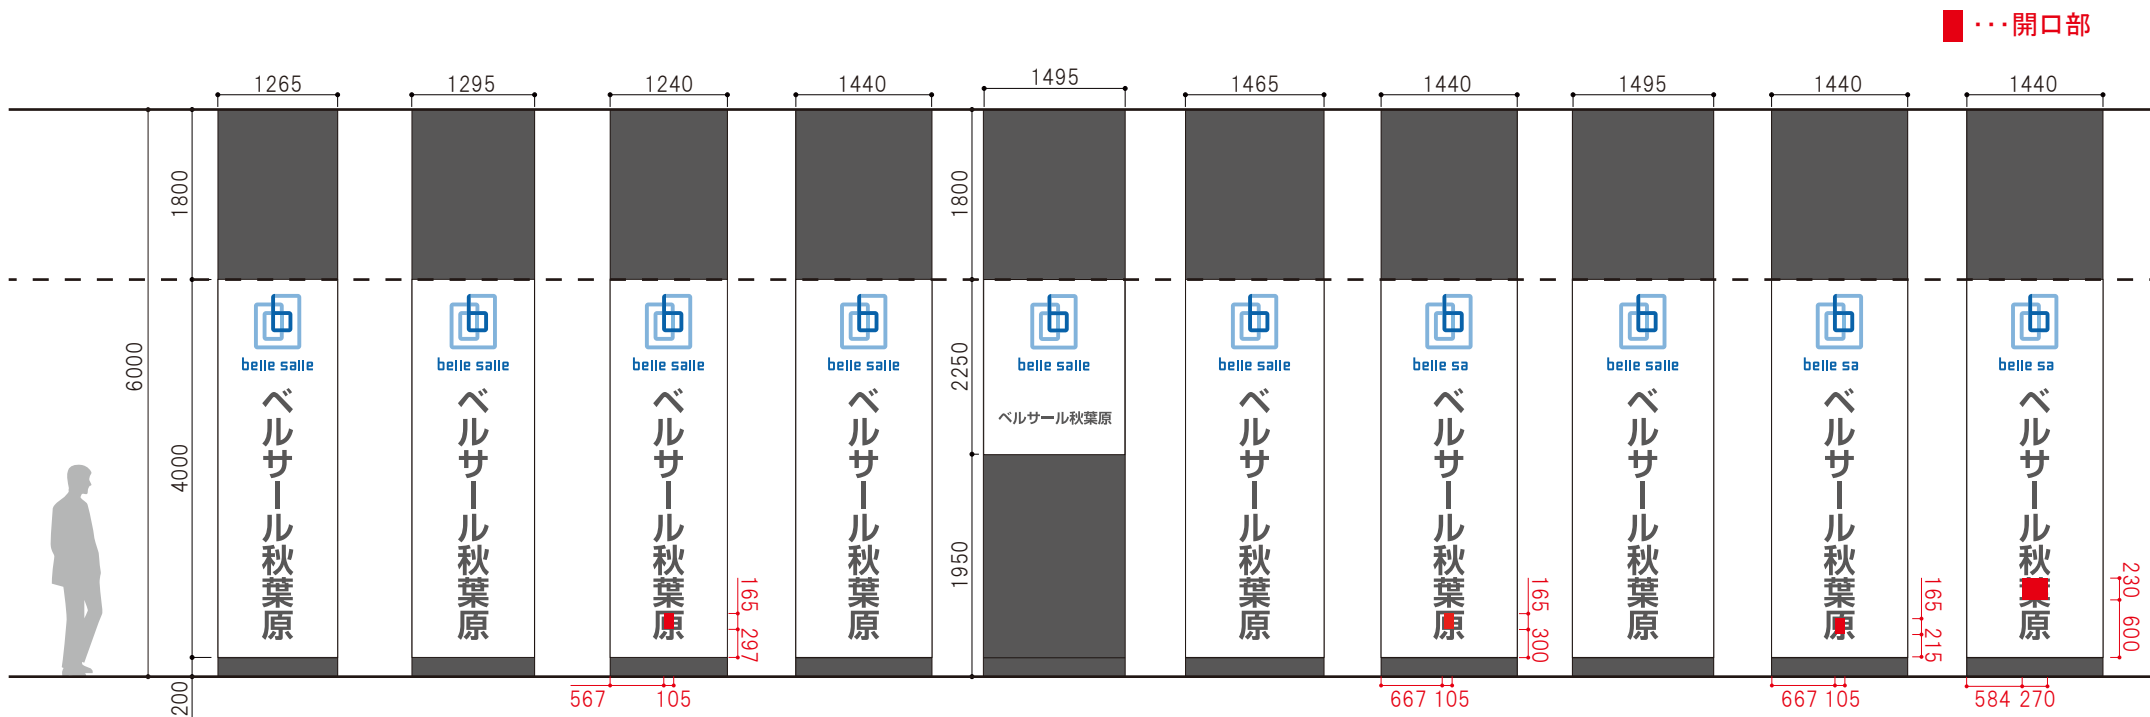 ･･･開口部
1265
1295
1240
1440
1495
1465
1440
1495
1440
1440
6000
1800
4000
200
1800
2250
1950
belle salle
ベルサール秋葉原
belle salle
ベルサール秋葉原
belle salle
ベルサール秋葉原
belle salle
ベルサール秋葉原
belle salle
ベルサール秋葉原
belle salle
ベルサール秋葉原
belle sa
ベルサール秋葉原
belle salle
ベルサール秋葉原
belle sa
ベルサール秋葉原
belle sa
ベルサール秋葉原
165
297
567
105
165
300
667
105
165
215
667
105
230
600
584
270